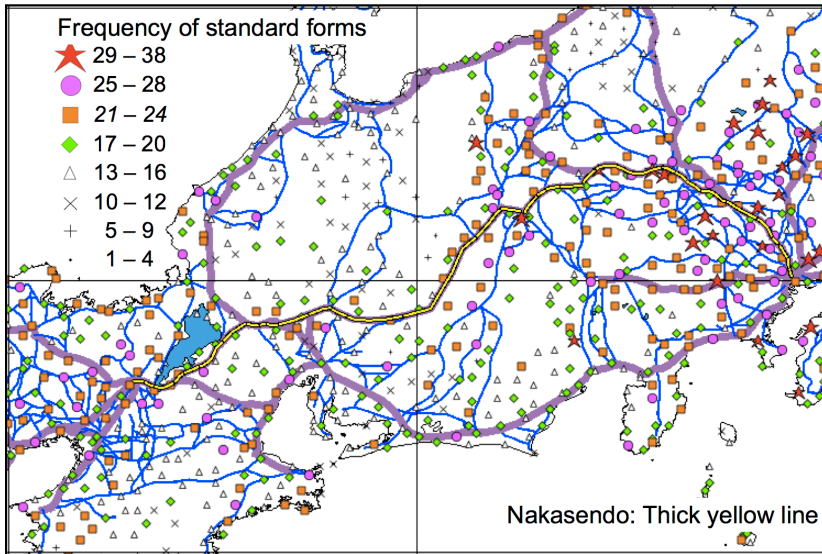 Frequency of standard forms
29 – 38
25 – 28
21 – 24
17 – 20
13 – 16
10 – 12
5 – 9
1 – 4
Nakasendo: Thick yellow line